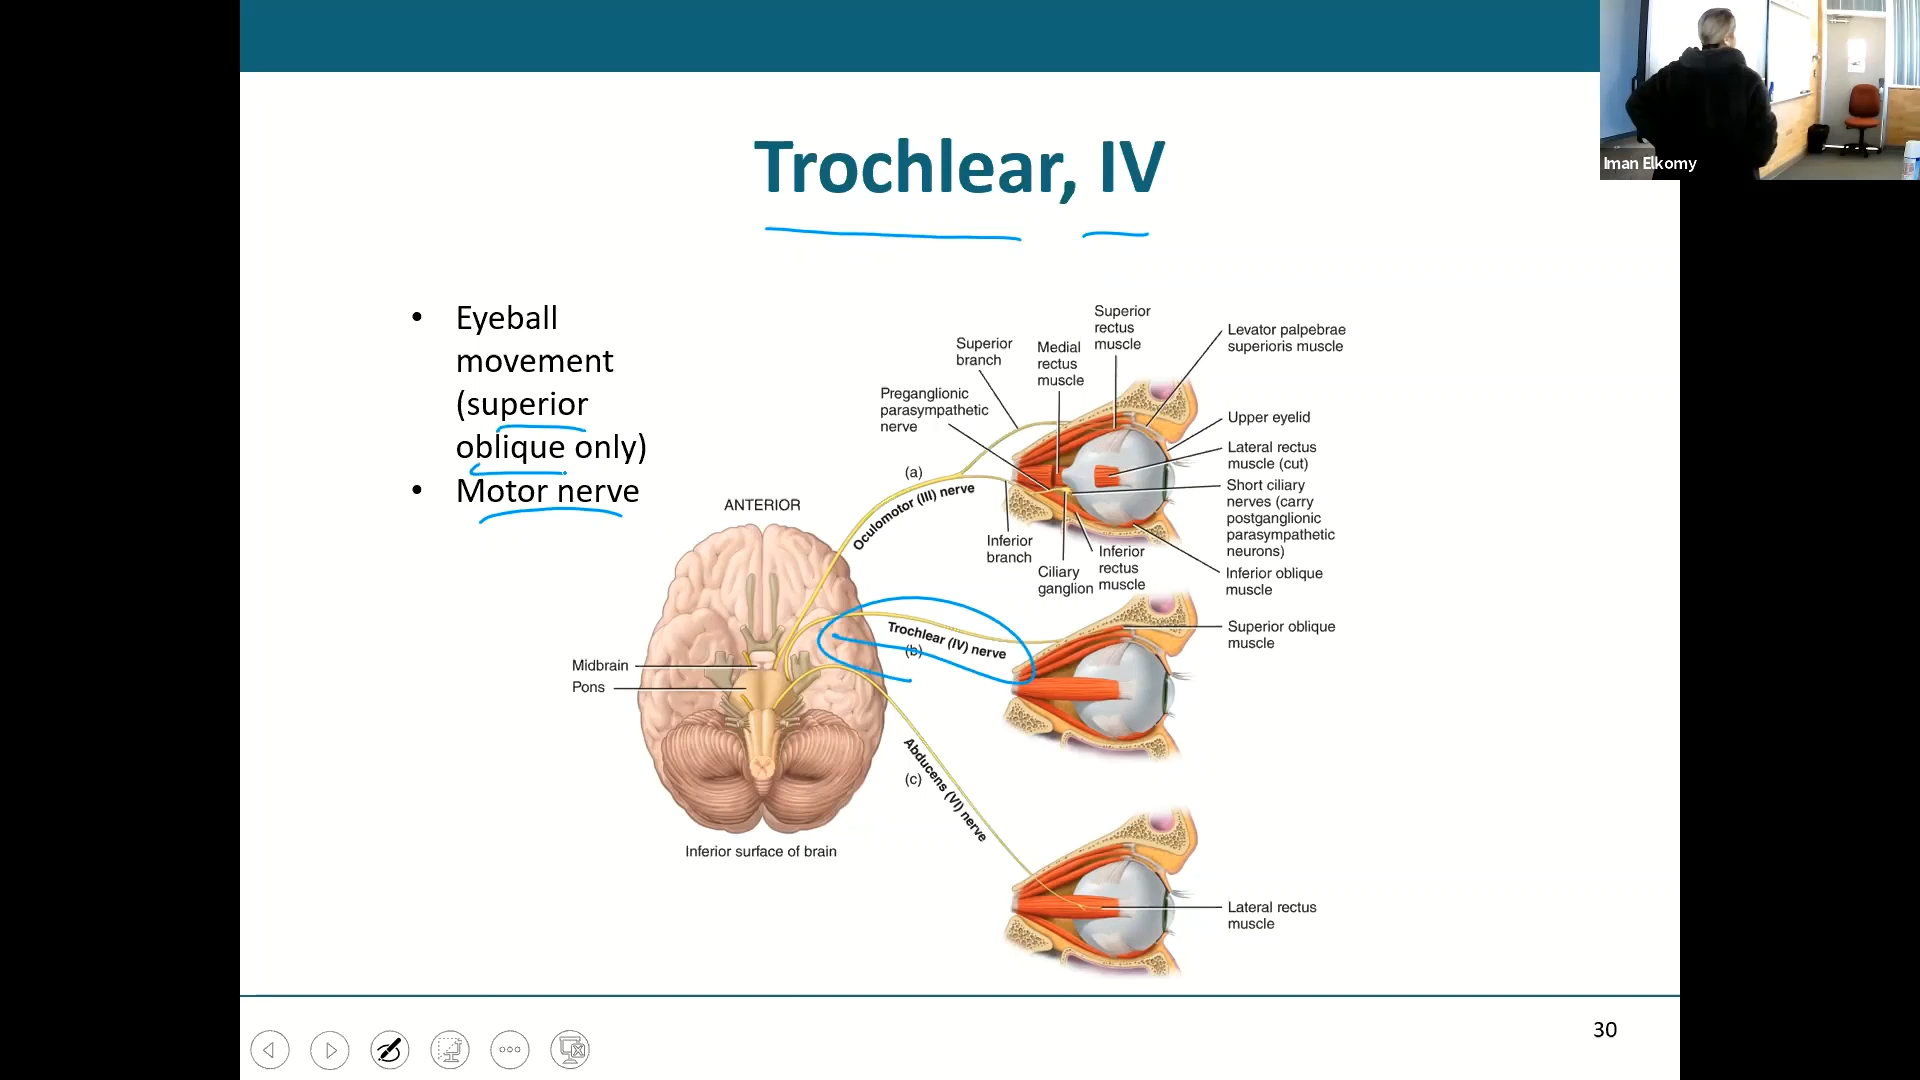 Iman Elkomy
Trochlear, IV
• Eyeball
movement
(superior
oblique only)
• Motor nerve
Superior
branch
Medial
rectus
muscle
Superior
rectus
muscle
Levator palpebrae
superioris muscle
Preganglionic
parasympathetic
nerve
Upper eyelid
Lateral rectus
muscle (cut)
Short ciliary
nerves (carry
postganglionic
parasympathetic
neurons)
Inferior oblique
muscle
(a)
Oculomotor (III) nerve
Inferior
branch
Ciliary
ganglion
Inferior
rectus
muscle
ANTERIOR
Trochlear (IV) nerve
(b)
Superior oblique
muscle
Midbrain
Pons
Abducens (VI) nerve
(c)
Inferior surface of brain
Lateral rectus
muscle
30